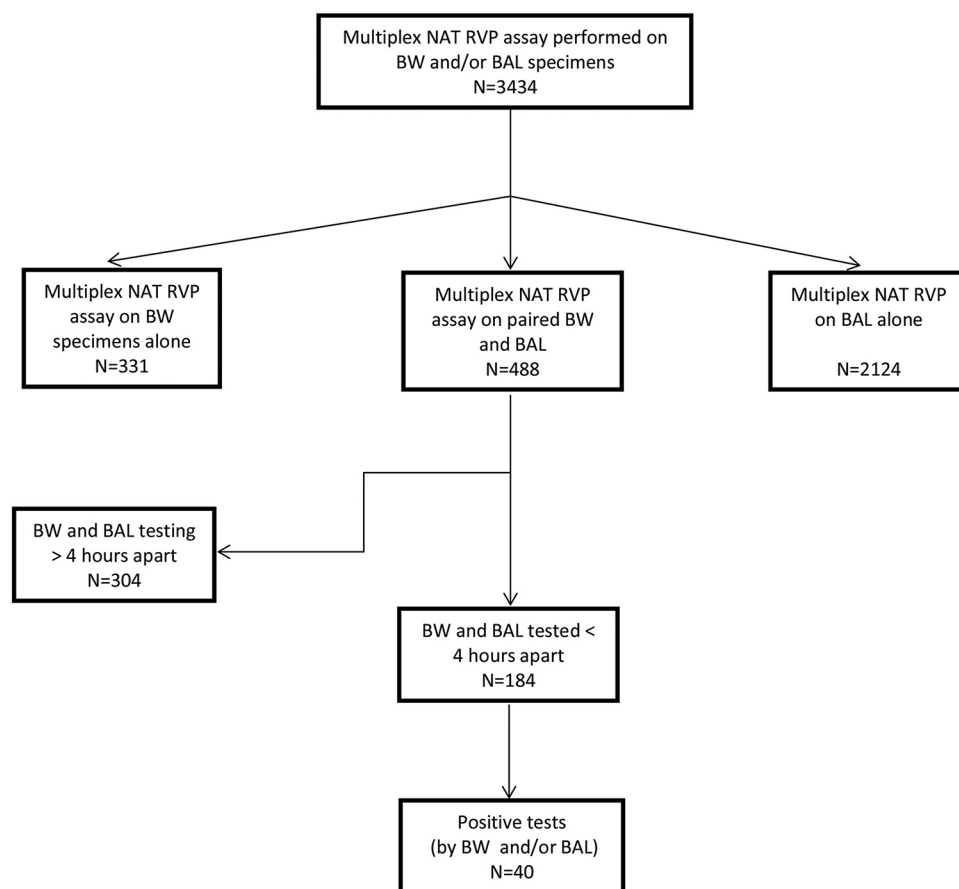 Multiplex NAT RVP assay performed on
BW and/or BAL specimens
N=3434
Multiplex NAT RVP
assay on BW
specimens alone
N=331
Multiplex NAT RVP
assay on paired BW
and BAL
N=488
Multiplex NAT RVP
on BAL alone
N=2124
BW and BAL testing
> 4 hours apart
N=304
BW and BAL tested <
4 hours apart
N=184
Positive tests
(by BW and/or BAL)
N=40